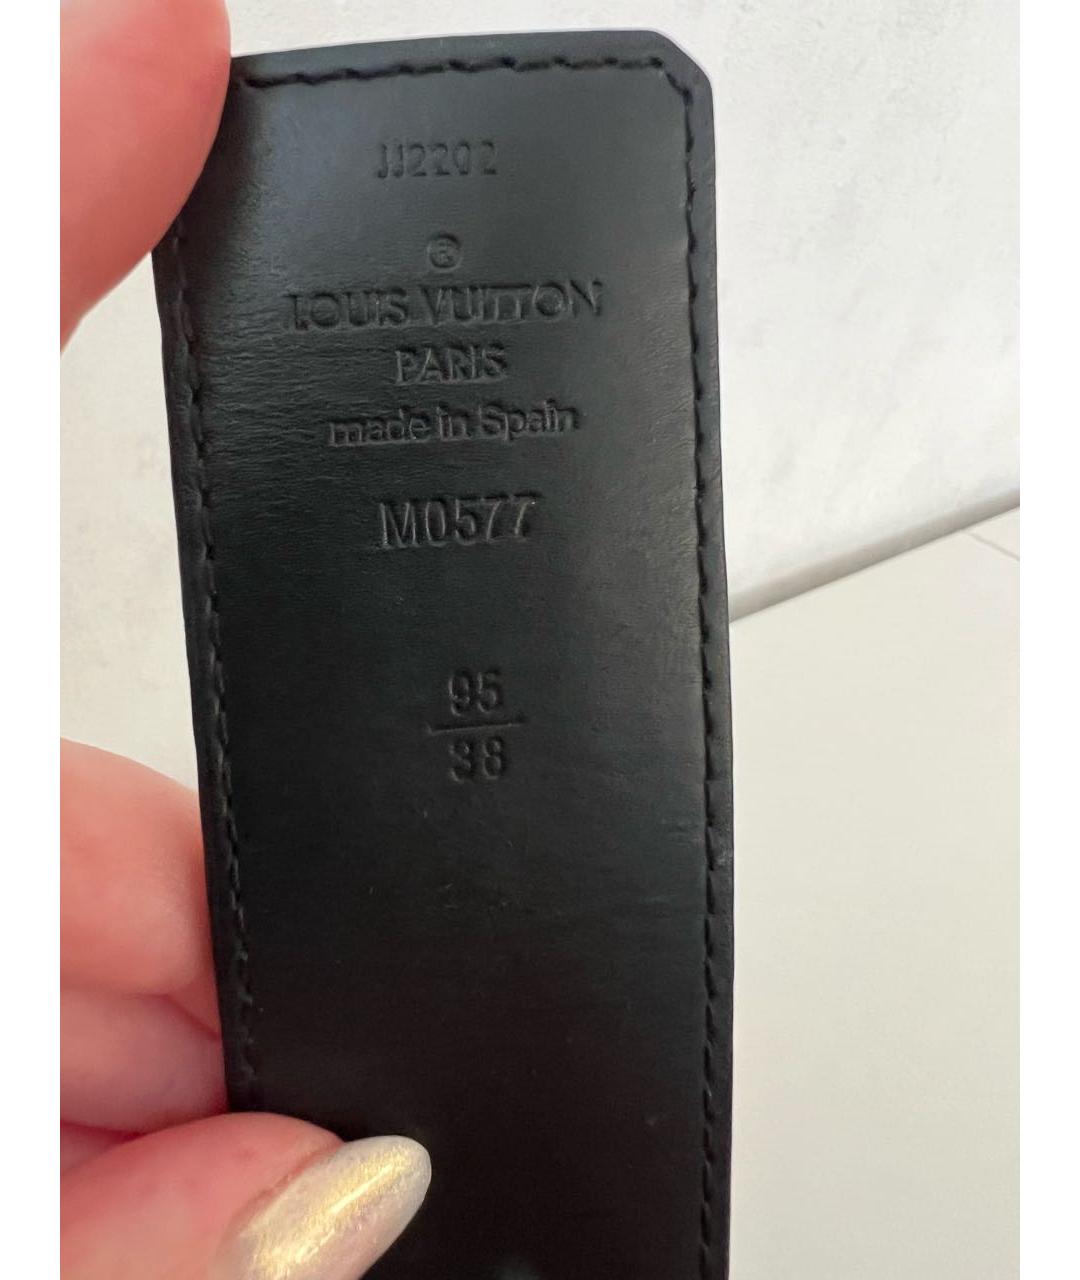 JJ2202
®
LOUIS VUITTON
PARIS
made in Spain
M0577
95
38